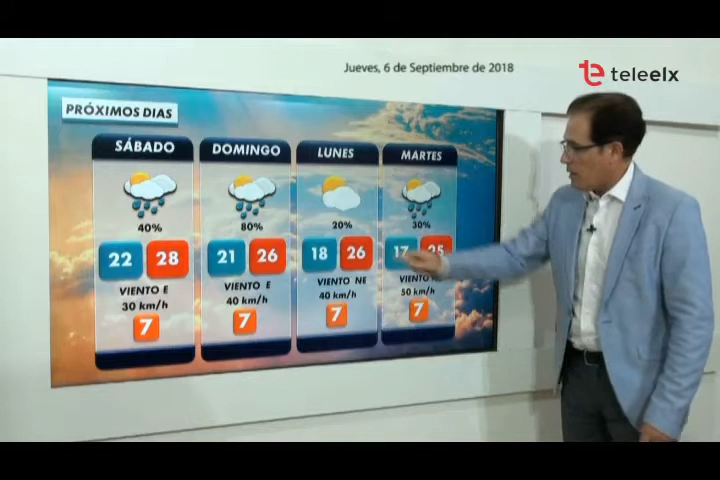 Jueves, 6 de Septiembre de 2018
teleelx
PRÓXIMOS DIAS
SÁBADO
40%
22 28
VIENTO E
30 km/h
7
DOMINGO
80%
21 26
VIENTO E
40 km/h
7
LUNES
20%
18 26
VIENTO NE
40 km/h
7
MARTES
30%
17 25
VIENTO
50 km/h
7